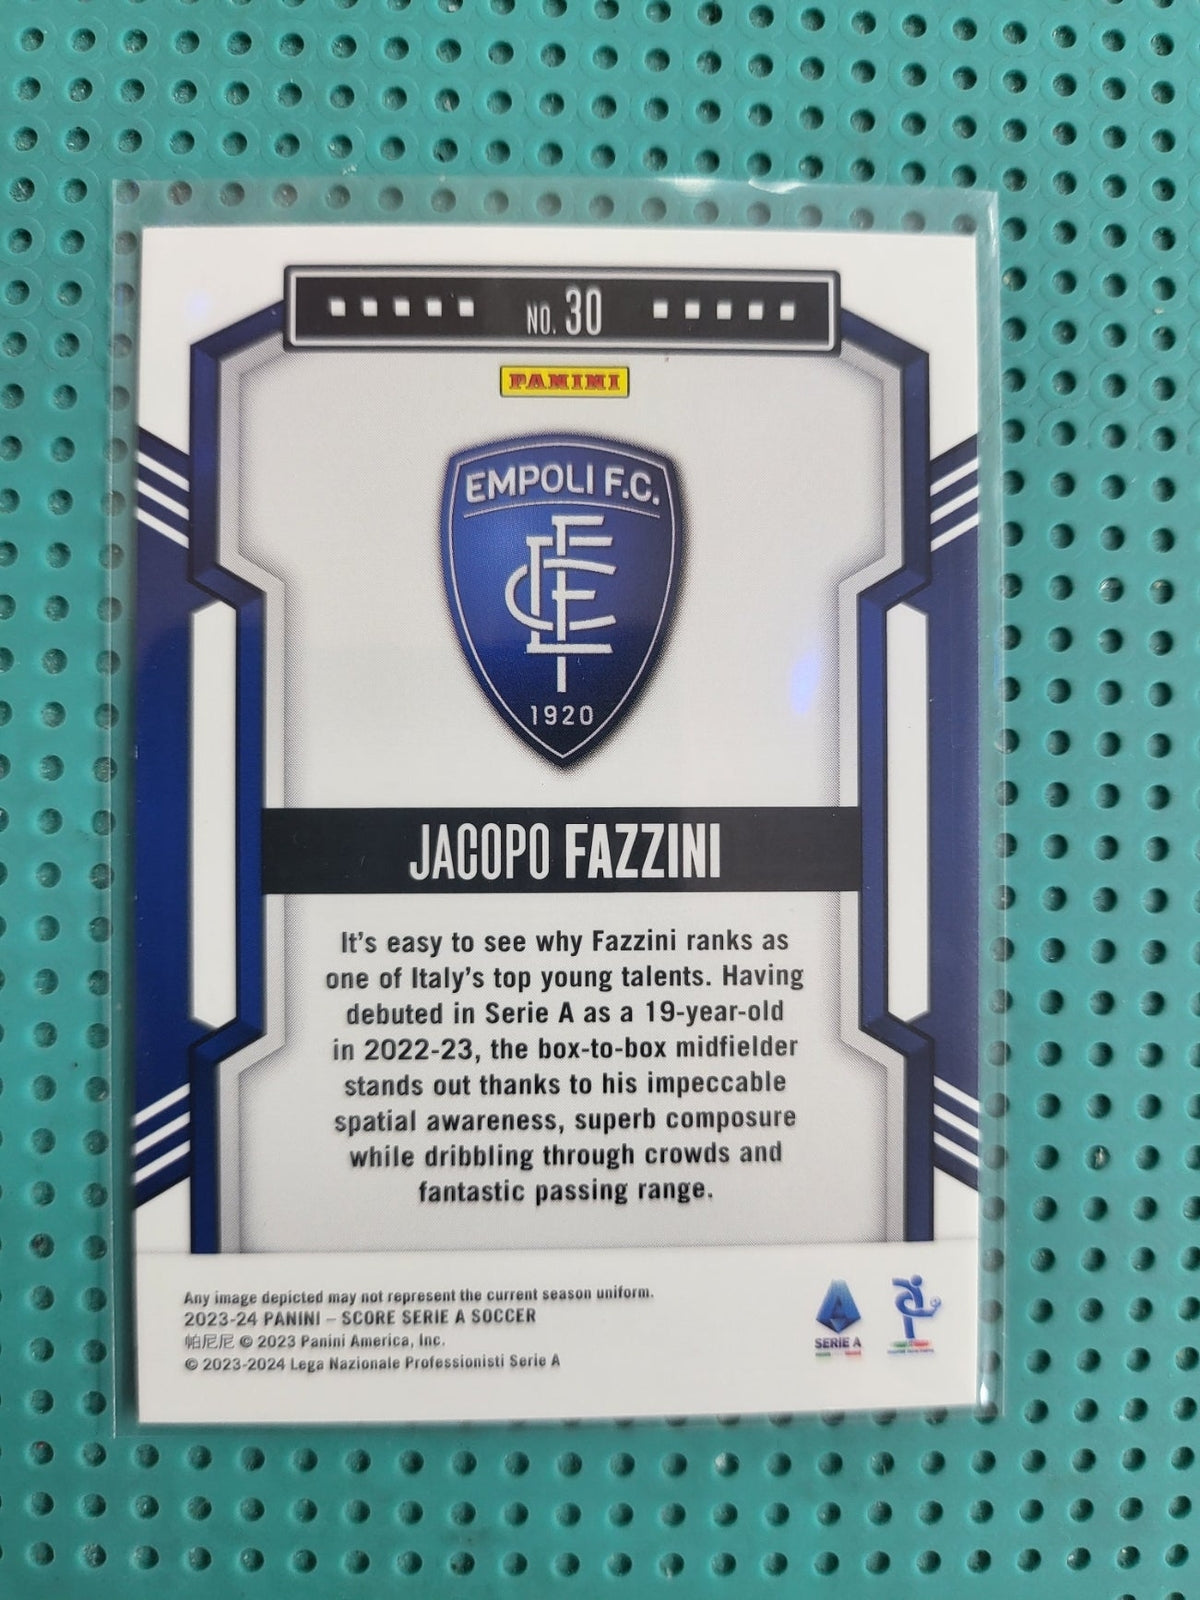 NO. 30
PANINI
EMPOLI F.C.
1920
JACOPO FAZZINI
It's easy to see why Fazzini ranks as
one of Italy's top young talents. Having
debuted in Serie A as a 19-year-old
in 2022-23, the box-to-box midfielder
stands out thanks to his impeccable
spatial awareness, superb composure
while dribbling through crowds and
fantastic passing range.
Any image depicted may not represent the current season uniform.
2023-24 PANINI – SCORE SERIE A SOCCER
帕尼尼 © 2023 Panini America, Inc.
© 2023-2024 Lega Nazionale Professionisti Serie A
SERIE A